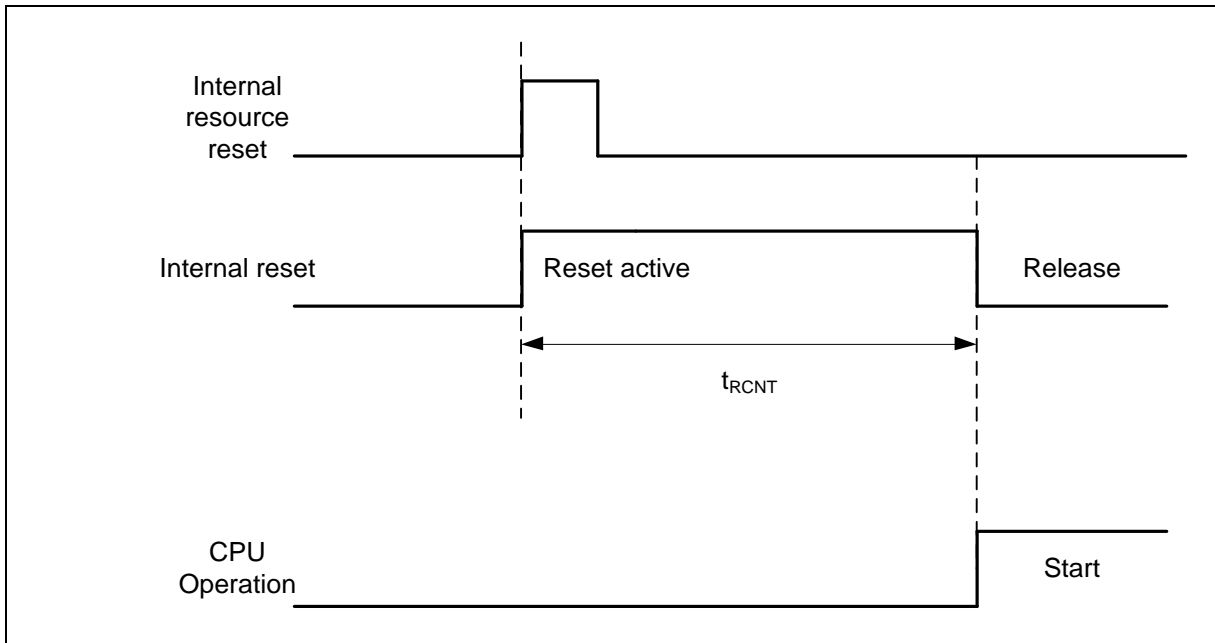 Internal
resource
reset
Internal reset
Reset active
Release
tRCNT
CPU
Operation
Start